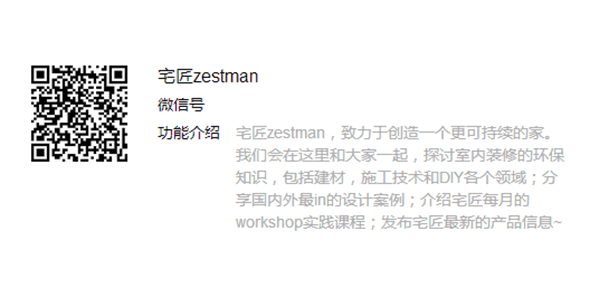 宅匠zestman
微信号
功能介绍 宅匠zestman，致力于创造一个更可持续的家。
我们会在这里和大家一起，探讨室内装修的环保
知识，包括建材，施工技术和DIY各个领域；分
享国内外最in的设计案例；介绍宅匠每月的
workshop实践课程；发布宅匠最新的产品信息~